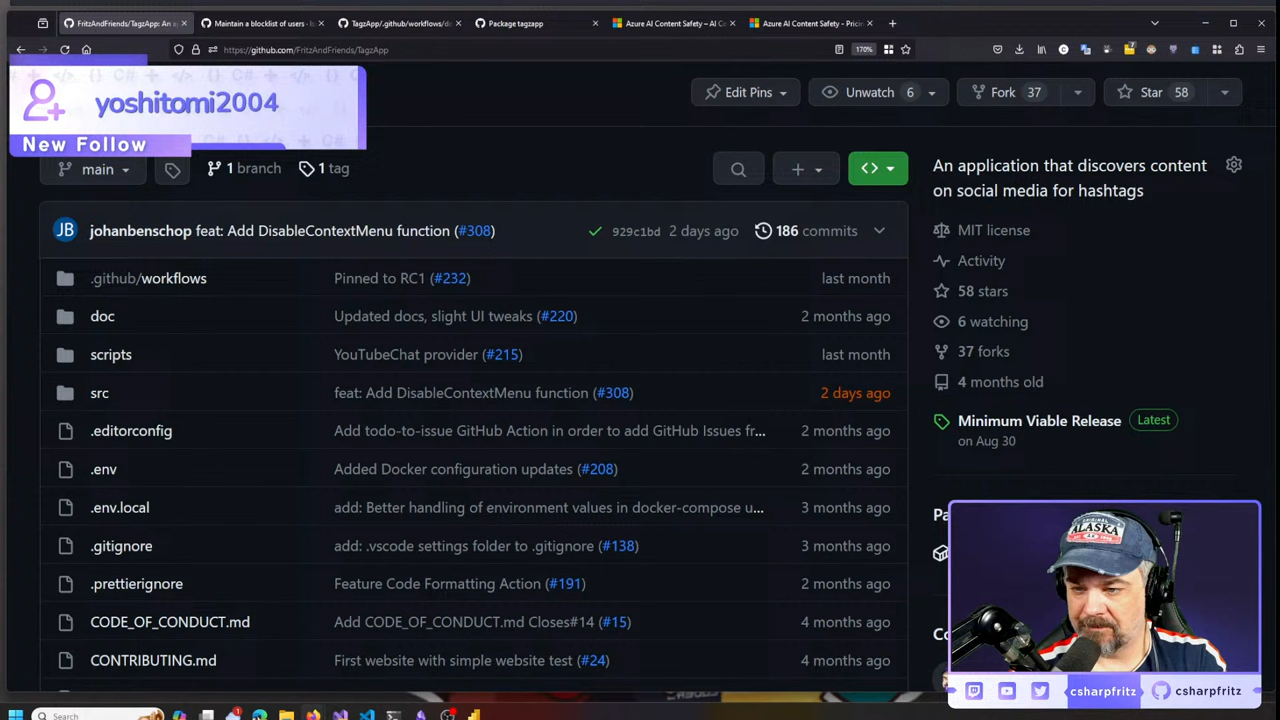 FritzAndFriends/TagzApp: An a
Maintain a blocklist of users · b
TagzApp/.github/workflows/do
Package tagzapp
Azure AI Content Safety – AI Co
Azure AI Content Safety - Pricin
https://github.com/FritzAndFriends/TagzApp
170%
yoshitomi2004
New Follow
Edit Pins
Unwatch 6
Fork 37
Star 58
main
1 branch
1 tag
An application that discovers content
on social media for hashtags
johanbenschop feat: Add DisableContextMenu function (#308)
929c1bd 2 days ago
186 commits
MIT license
.github/workflows
Pinned to RC1 (#232)
last month
Activity
58 stars
doc
Updated docs, slight UI tweaks (#220)
2 months ago
6 watching
scripts
YouTubeChat provider (#215)
last month
37 forks
4 months old
src
feat: Add DisableContextMenu function (#308)
2 days ago
Minimum Viable Release Latest
on Aug 30
.editorconfig
Add todo-to-issue GitHub Action in order to add GitHub Issues fr...
2 months ago
.env
Added Docker configuration updates (#208)
2 months ago
.env.local
add: Better handling of environment values in docker-compose u...
3 months ago
Pa
.gitignore
add: .vscode settings folder to .gitignore (#138)
3 months ago
.prettierignore
Feature Code Formatting Action (#191)
2 months ago
CODE_OF_CONDUCT.md
Add CODE_OF_CONDUCT.md Closes#14 (#15)
4 months ago
Co
CONTRIBUTING.md
First website with simple website test (#24)
4 months ago
ORIGINAL
ALASKA
csharpfritz
csharpfritz
Search